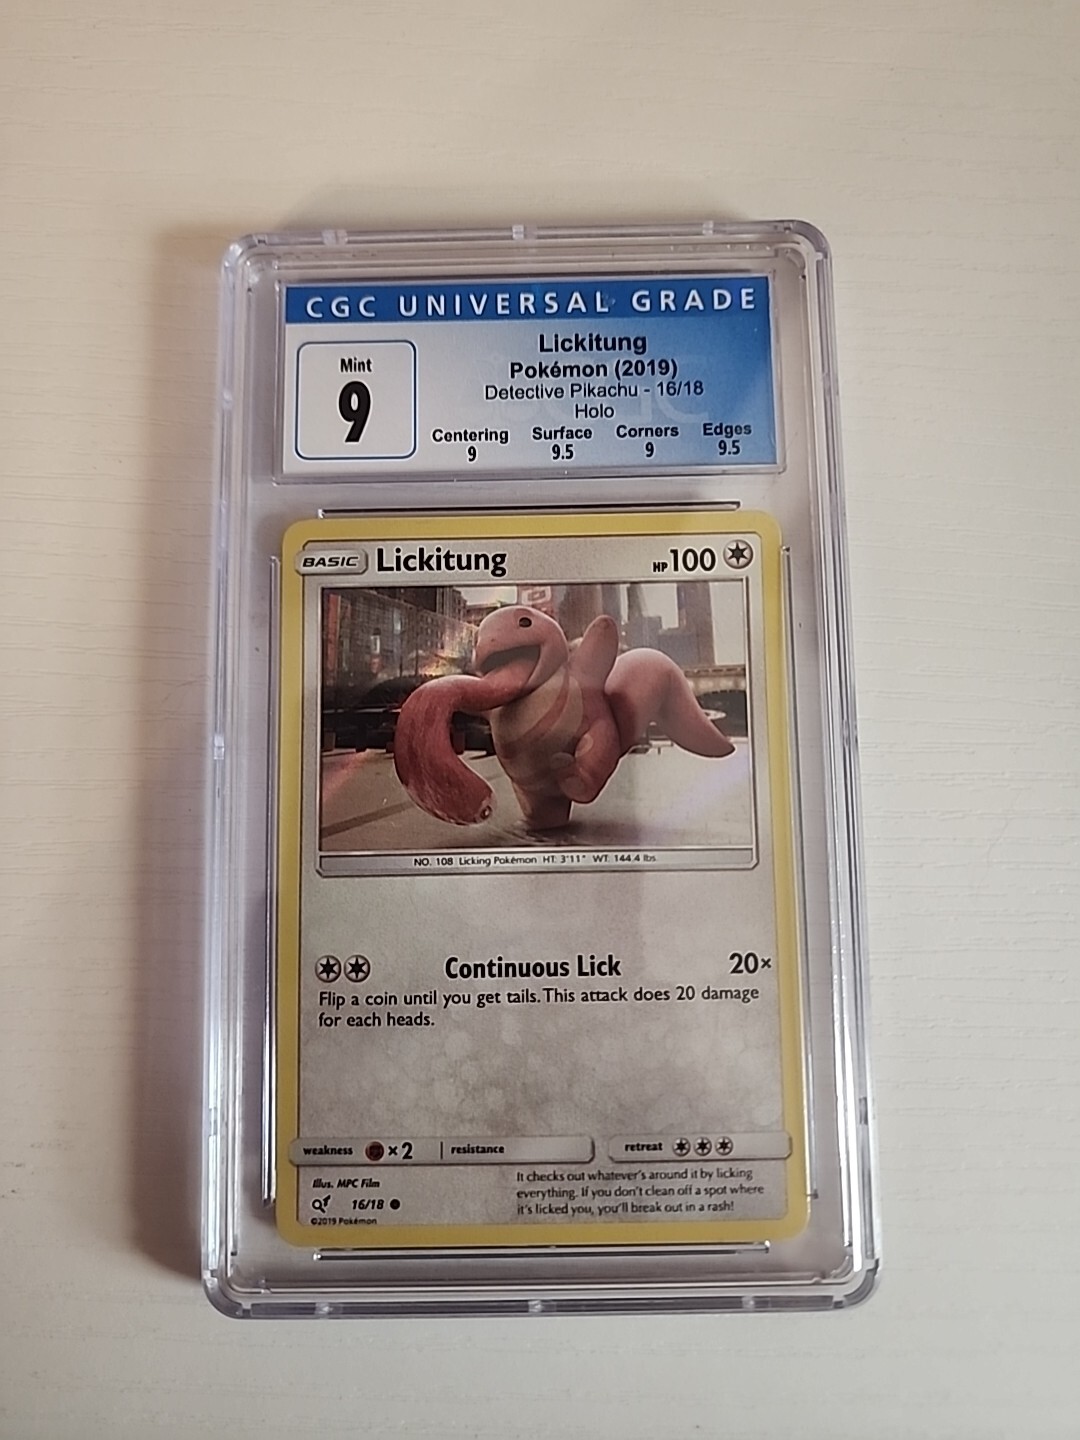 CGC UNIVERSAL GRADE
Mint
9
Lickitung
Pokémon (2019)
Detective Pikachu - 16/18
Holo
Centering Surface Corners Edges
9 9.5 9 9.5
BASIC Lickitung HP 100
NO. 108 Licking Pokémon HT: 3'11" WT: 144.4 lbs.
Continuous Lick 20×
Flip a coin until you get tails. This attack does 20 damage
for each heads.
weakness ×2 resistance retreat
Illus. MPC Film
16/18
©2019 Pokémon
It checks out whatever's around it by licking
everything. If you don't clean off a spot where
it's licked you, you'll break out in a rash!